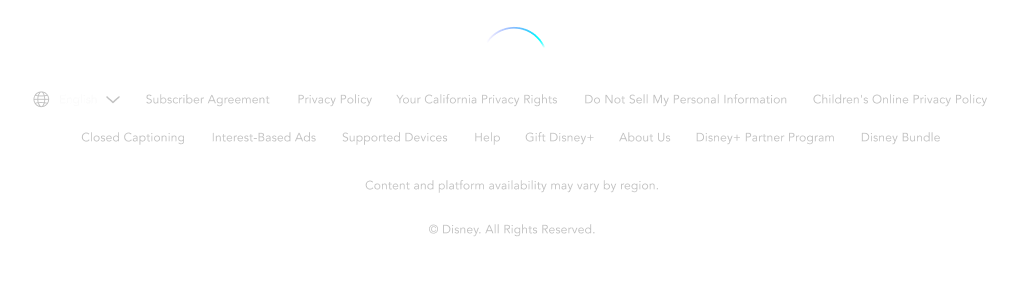 Subscriber Agreement Privacy Policy Your California Privacy Rights Do Not Sell My Personal Information Children's Online Privacy Policy
Closed Captioning Interest-Based Ads Supported Devices Help Gift Disney+ About Us Disney+ Partner Program Disney Bundle
Content and platform availability may vary by region.
© Disney. All Rights Reserved.